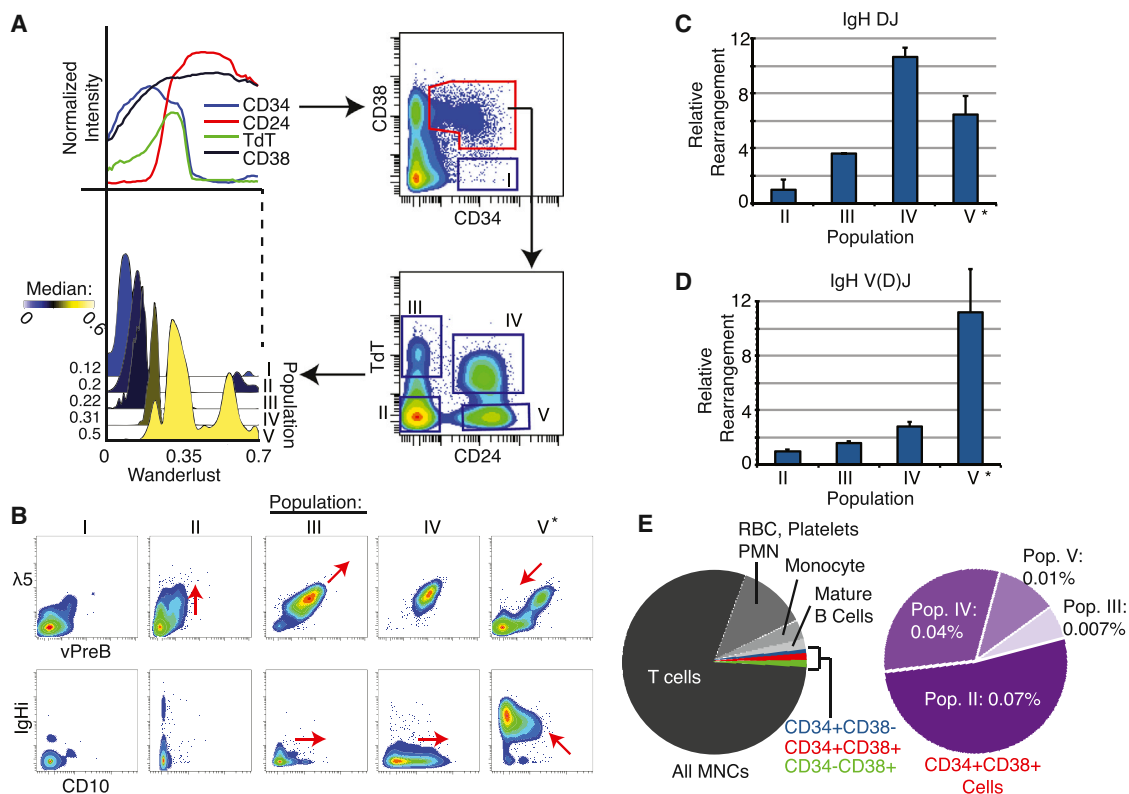 A
Normalized
Intensity
CD34
CD24
TdT
CD38
CD38
I
CD34
Median:
0
0.6
0.12
0.2
0.22
0.31
0.5
I
II
III
IV
V
Population
0
0.35
0.7
Wanderlust
III
IV
TdT
II
V
CD24
B
Population:
I
II
III
IV
V*
λ5
vPreB
IgHi
CD10
C
IgH DJ
Relative
Rearrangement
12
8
4
0
II
III
IV
V *
Population
D
IgH V(D)J
Relative
Rearrangement
12
8
4
0
II
III
IV
V *
Population
E
RBC, Platelets
PMN
Monocyte
Mature
B Cells
T cells
All MNCs
CD34+CD38-
CD34+CD38+
CD34-CD38+
Pop. V:
0.01%
Pop. III:
0.007%
Pop. IV:
0.04%
Pop. II: 0.07%
CD34+CD38+
Cells